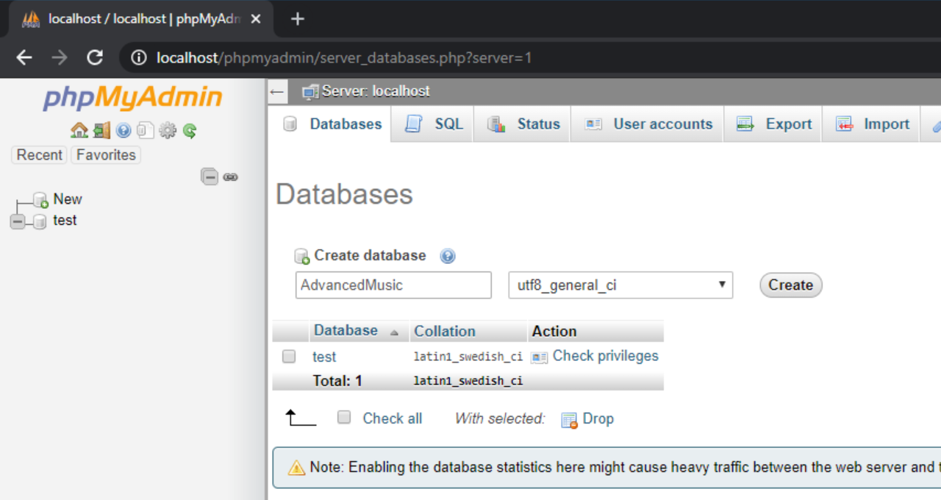 localhost / localhost | phpMyAdm
localhost/phpmyadmin/server_databases.php?server=1
phpMyAdmin
Recent Favorites
New
test
Server: localhost
Databases SQL Status User accounts Export Import
Databases
Create database
AdvancedMusic utf8_general_ci Create
Database Collation Action
test latin1_swedish_ci Check privileges
Total: 1 latin1_swedish_ci
Check all With selected: Drop
Note: Enabling the database statistics here might cause heavy traffic between the web server and